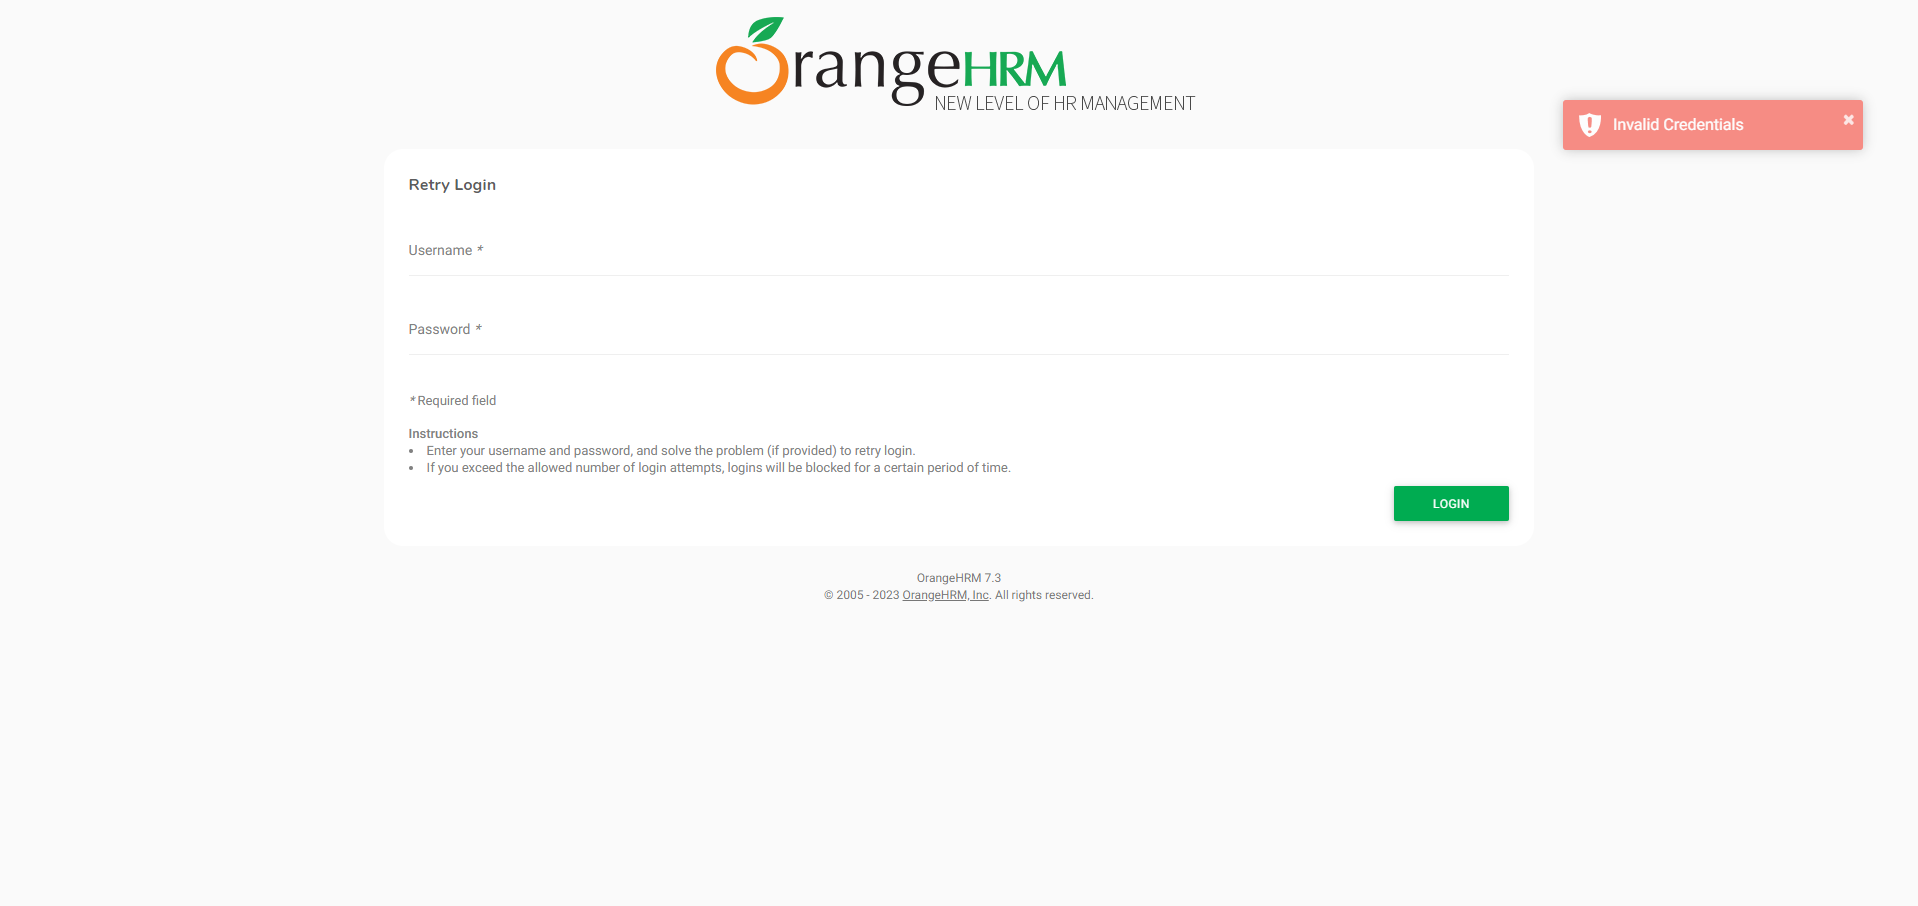 OrangeHRM
NEW LEVEL OF HR MANAGEMENT
Invalid Credentials
×
Retry Login
Username *
Password *
* Required field
Instructions
• Enter your username and password, and solve the problem (if provided) to retry login.
• If you exceed the allowed number of login attempts, logins will be blocked for a certain period of time.
LOGIN
OrangeHRM 7.3
© 2005 - 2023 OrangeHRM, Inc. All rights reserved.